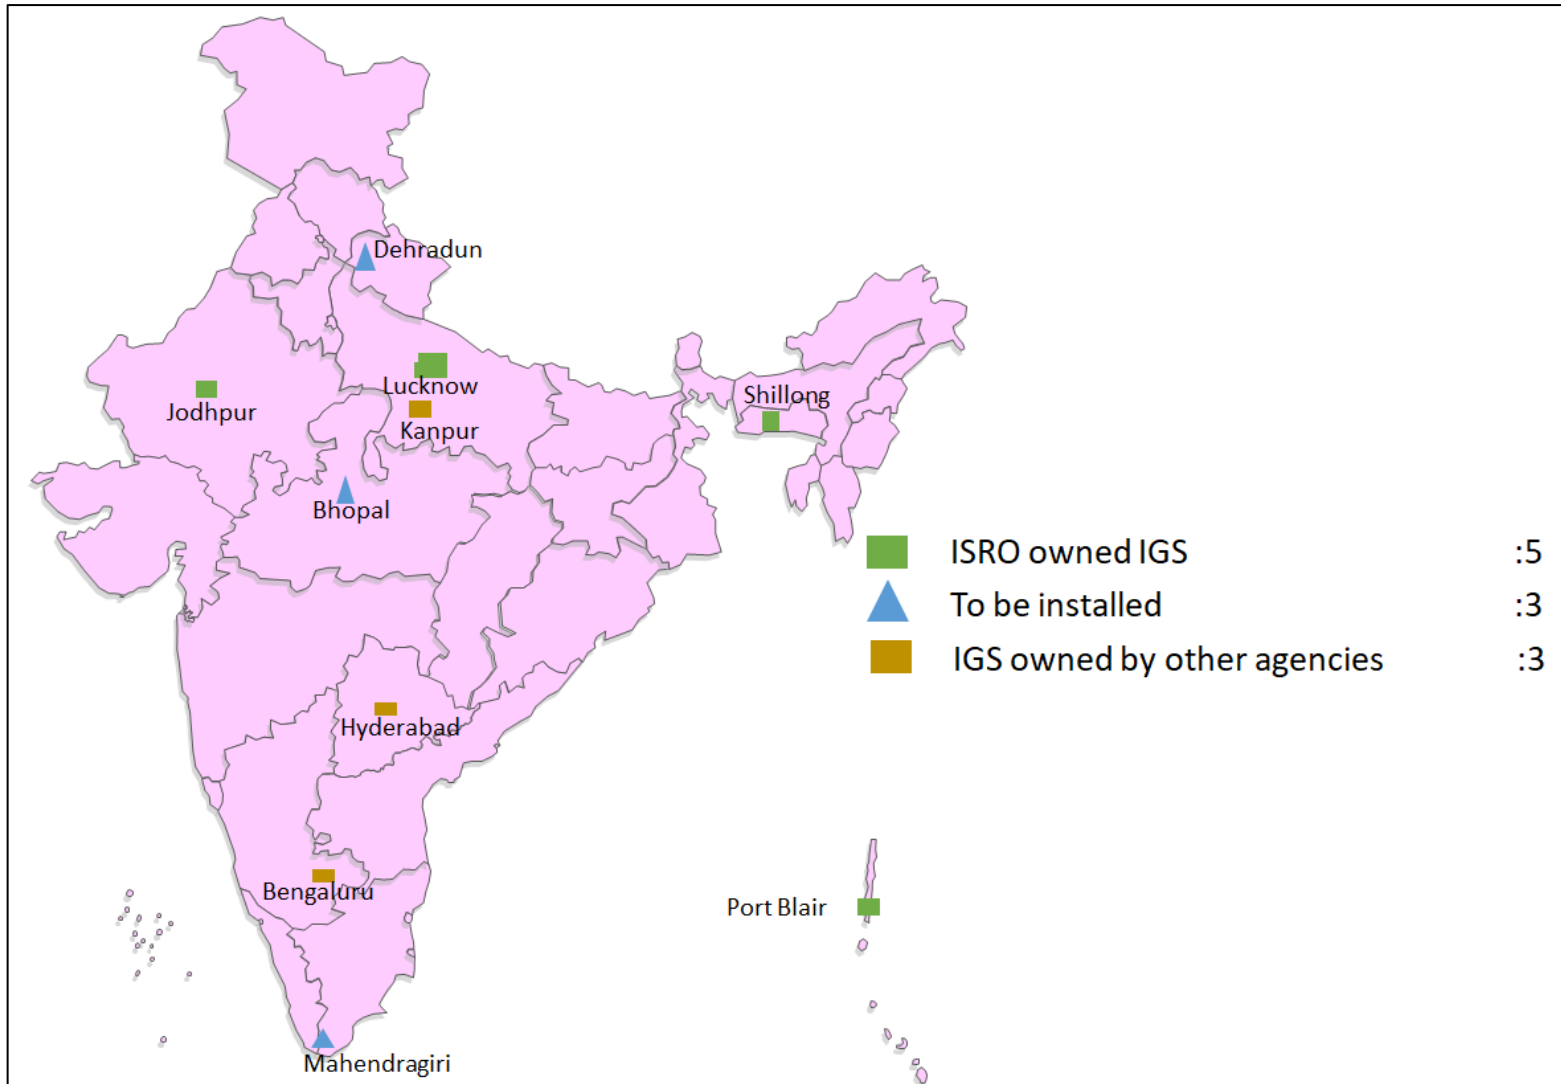 Dehradun
Lucknow
Jodhpur
Kanpur
Shillong
Bhopal
ISRO owned IGS :5
To be installed :3
IGS owned by other agencies :3
Hyderabad
Bengaluru
Port Blair
Mahendragiri